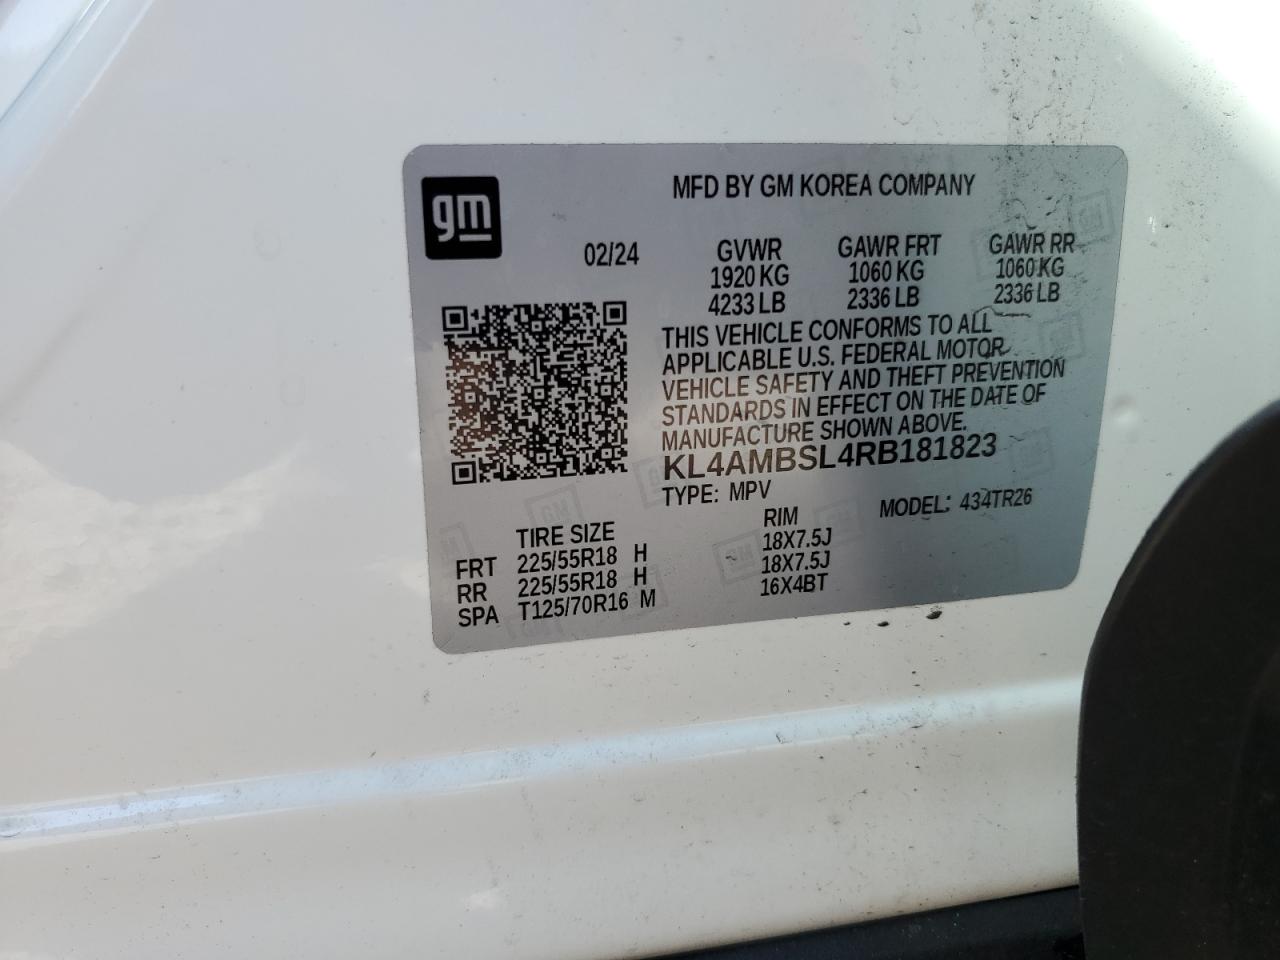 gm
MFD BY GM KOREA COMPANY
02/24 GVWR GAWR FRT GAWR RR
1920 KG 1060 KG 1060 KG
4233 LB 2336 LB 2336 LB
THIS VEHICLE CONFORMS TO ALL
APPLICABLE U.S. FEDERAL MOTOR
VEHICLE SAFETY AND THEFT PREVENTION
STANDARDS IN EFFECT ON THE DATE OF
MANUFACTURE SHOWN ABOVE.
KL4AMBSL4RB181823
TYPE: MPV MODEL: 434TR26
TIRE SIZE RIM
FRT 225/55R18 H 18X7.5J
RR 225/55R18 H 18X7.5J
SPA T125/70R16 M 16X4BT